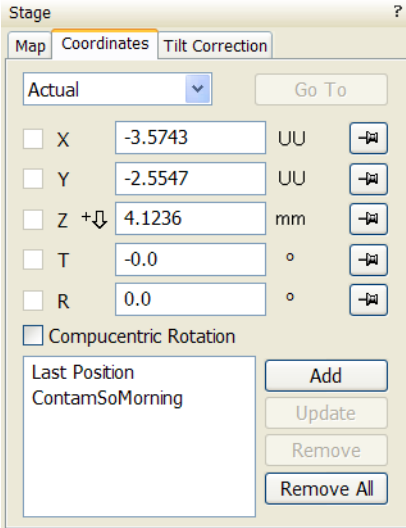 Stage ?
Map Coordinates Tilt Correction
Actual Go To
X -3.5743 UU
Y -2.5547 UU
Z + 4.1236 mm
T -0.0 °
R 0.0 °
Compucentric Rotation
Last Position Add
ContamSoMorning
Update
Remove
Remove All